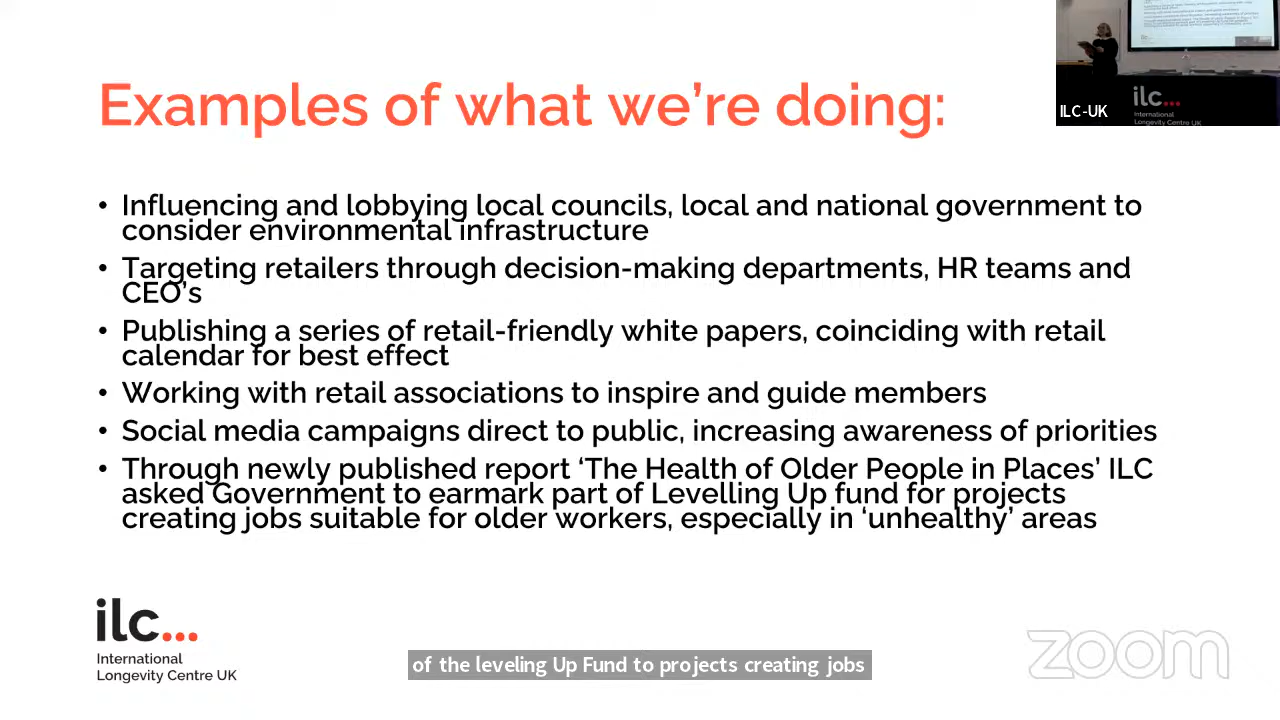 Examples of what we're doing:
ILC-UK
ilc...
International
Longevity Centre UK
• Influencing and lobbying local councils, local and national government to
consider environmental infrastructure
• Targeting retailers through decision-making departments, HR teams and
CEO's
• Publishing a series of retail-friendly white papers, coinciding with retail
calendar for best effect
• Working with retail associations to inspire and guide members
• Social media campaigns direct to public, increasing awareness of priorities
• Through newly published report 'The Health of Older People in Places' ILC
asked Government to earmark part of Levelling Up fund for projects
creating jobs suitable for older workers, especially in 'unhealthy' areas
ilc...
International
Longevity Centre UK
of the leveling Up Fund to projects creating jobs
zoom